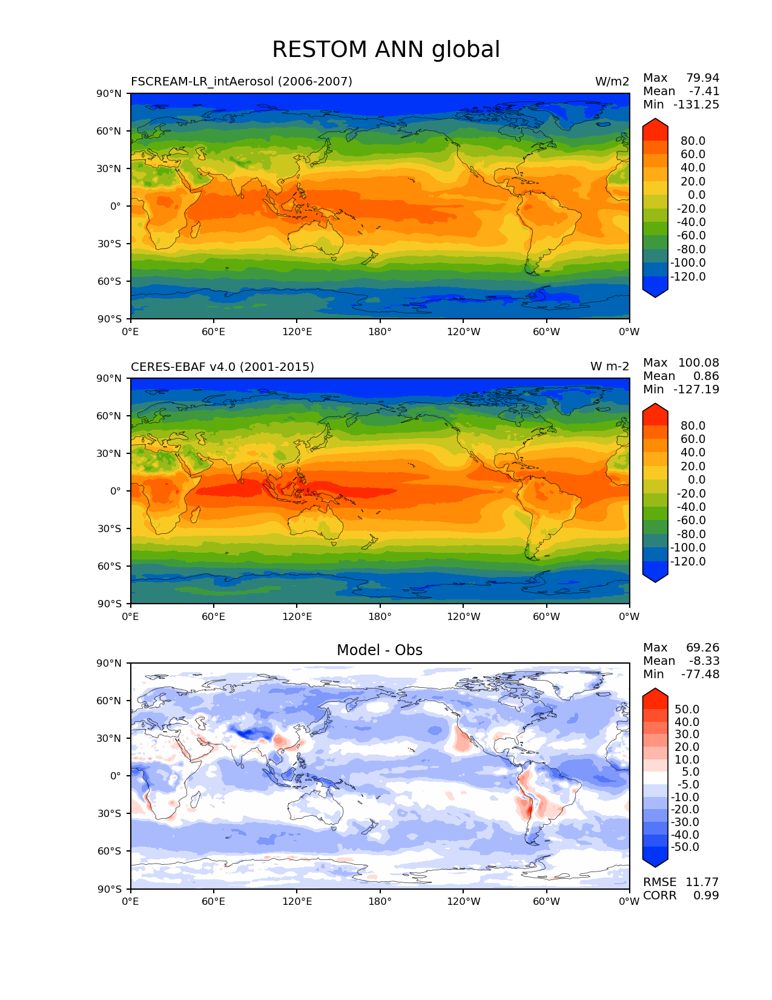 RESTOM ANN global
FSCREAM-LR_intAerosol (2006-2007) W/m2
Max 79.94
Mean -7.41
Min -131.25
90°N
60°N
30°N
0°
30°S
60°S
90°S
0°E 60°E 120°E 180° 120°W 60°W 0°W
80.0
60.0
40.0
20.0
0.0
-20.0
-40.0
-60.0
-80.0
-100.0
-120.0
CERES-EBAF v4.0 (2001-2015) W m-2
Max 100.08
Mean 0.86
Min -127.19
90°N
60°N
30°N
0°
30°S
60°S
90°S
0°E 60°E 120°E 180° 120°W 60°W 0°W
80.0
60.0
40.0
20.0
0.0
-20.0
-40.0
-60.0
-80.0
-100.0
-120.0
Model - Obs
Max 69.26
Mean -8.33
Min -77.48
90°N
60°N
30°N
0°
30°S
60°S
90°S
0°E 60°E 120°E 180° 120°W 60°W 0°W
50.0
40.0
30.0
20.0
10.0
5.0
-5.0
-10.0
-20.0
-30.0
-40.0
-50.0
RMSE 11.77
CORR 0.99